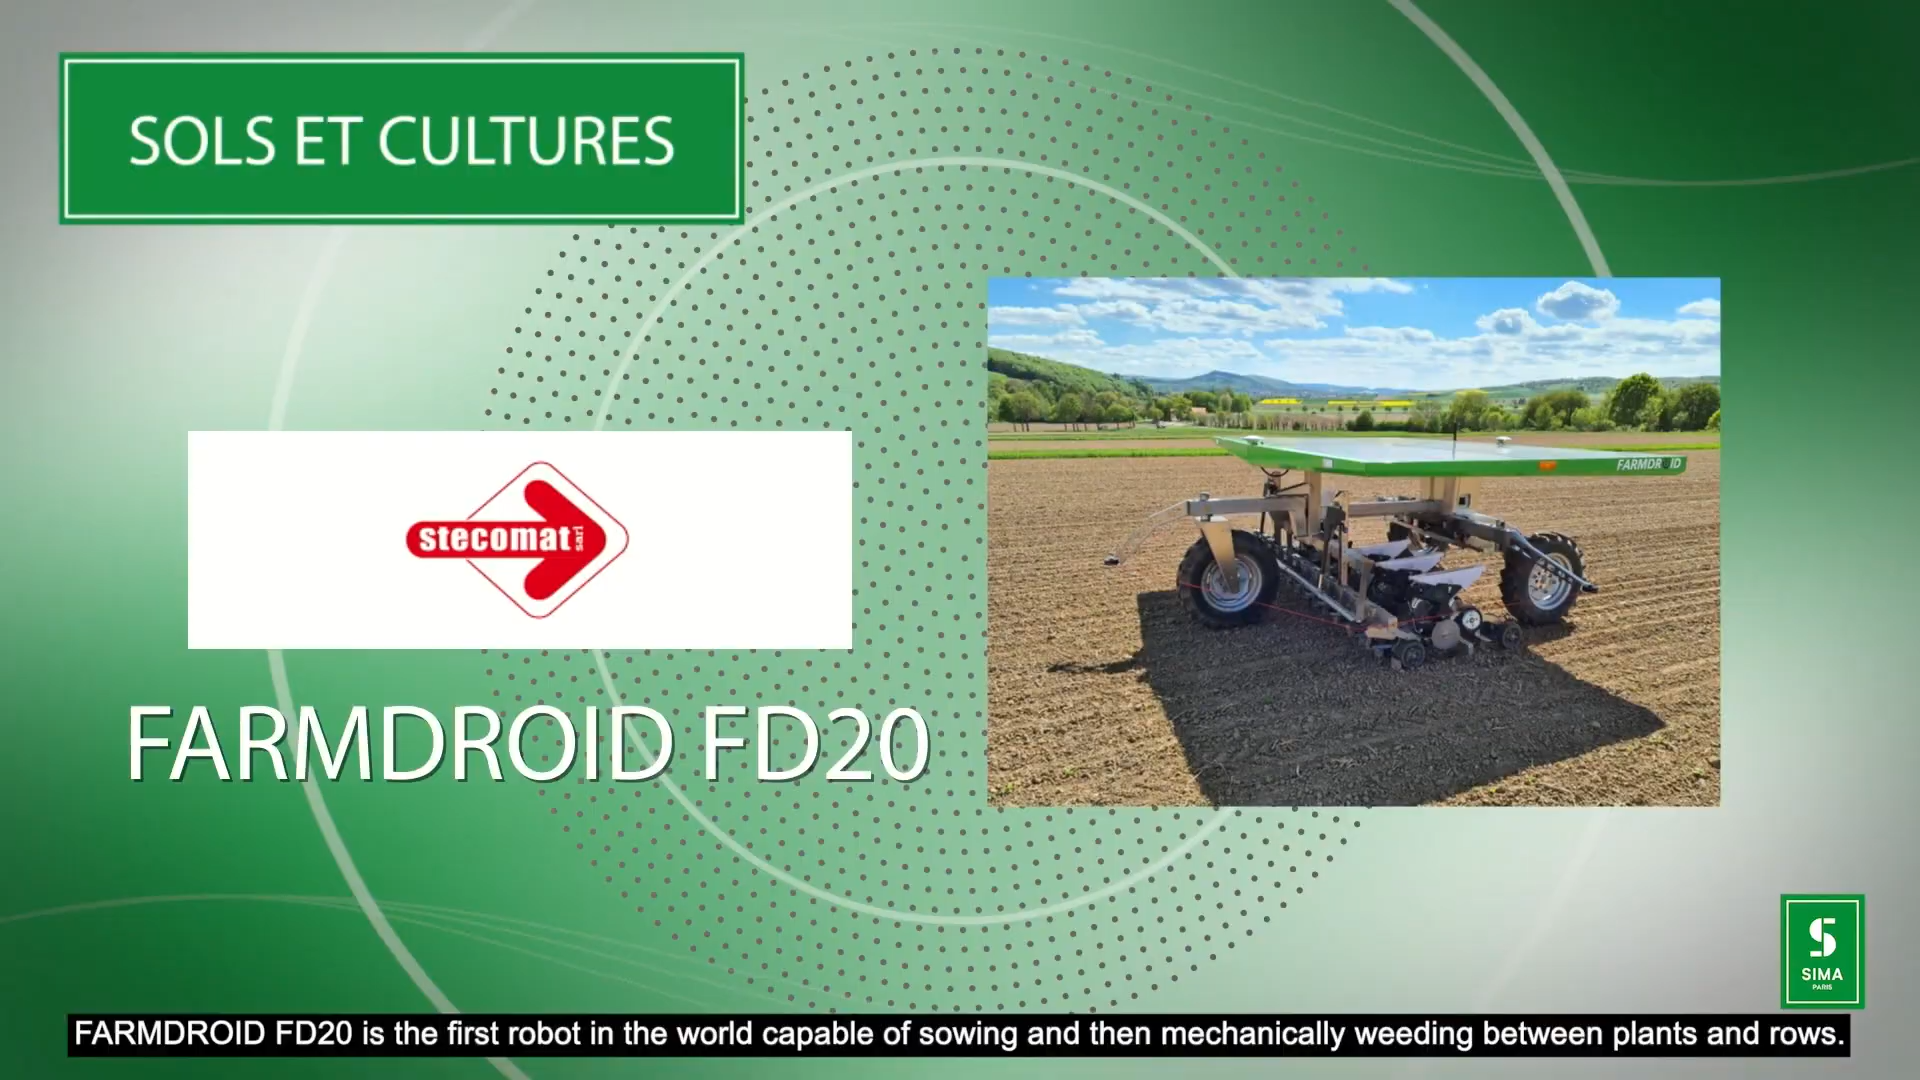 SOLS ET CULTURES
FARMDROID
stecomat sarl
FARMDROID FD20
SIMA
PARIS
FARMDROID FD20 is the first robot in the world capable of sowing and then mechanically weeding between plants and rows.